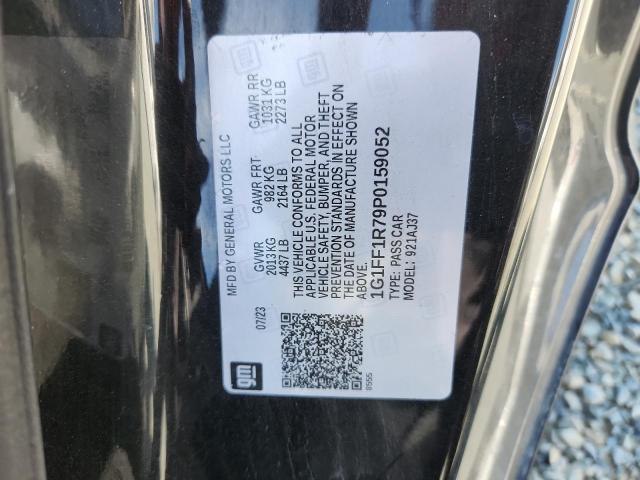 MFD BY GENERAL MOTORS LLC
07/23 GVWR GAWR FRT GAWR RR
2013 KG 982 KG 1031 KG
4437 LB 2164 LB 2273 LB
THIS VEHICLE CONFORMS TO ALL
APPLICABLE U.S. FEDERAL MOTOR
VEHICLE SAFETY, BUMPER, AND THEFT
PREVENTION STANDARDS IN EFFECT ON
THE DATE OF MANUFACTURE SHOWN
ABOVE.
1G1FF1R79P0159052
TYPE: PASS CAR
MODEL: 921AJ37
gm
0555